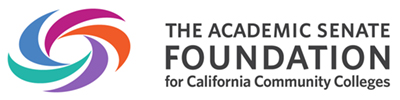 THE ACADEMIC SENATE
FOUNDATION
for California Community Colleges